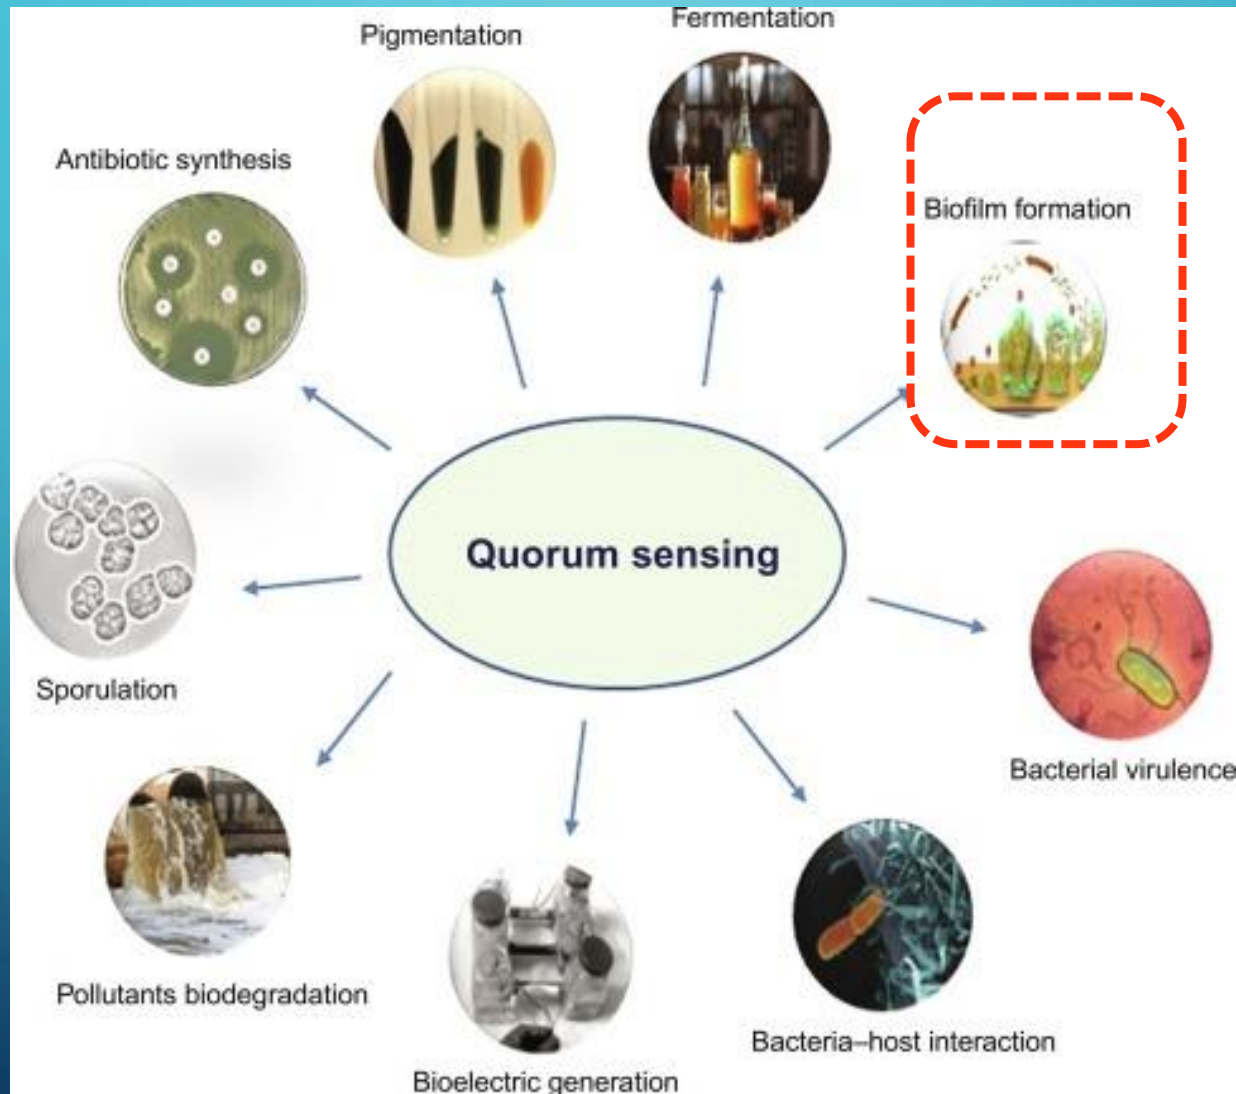 Fermentation
Pigmentation
Antibiotic synthesis
Biofilm formation
Quorum sensing
Sporulation
Bacterial virulence
Pollutants biodegradation
Bacteria–host interaction
Bioelectric generation